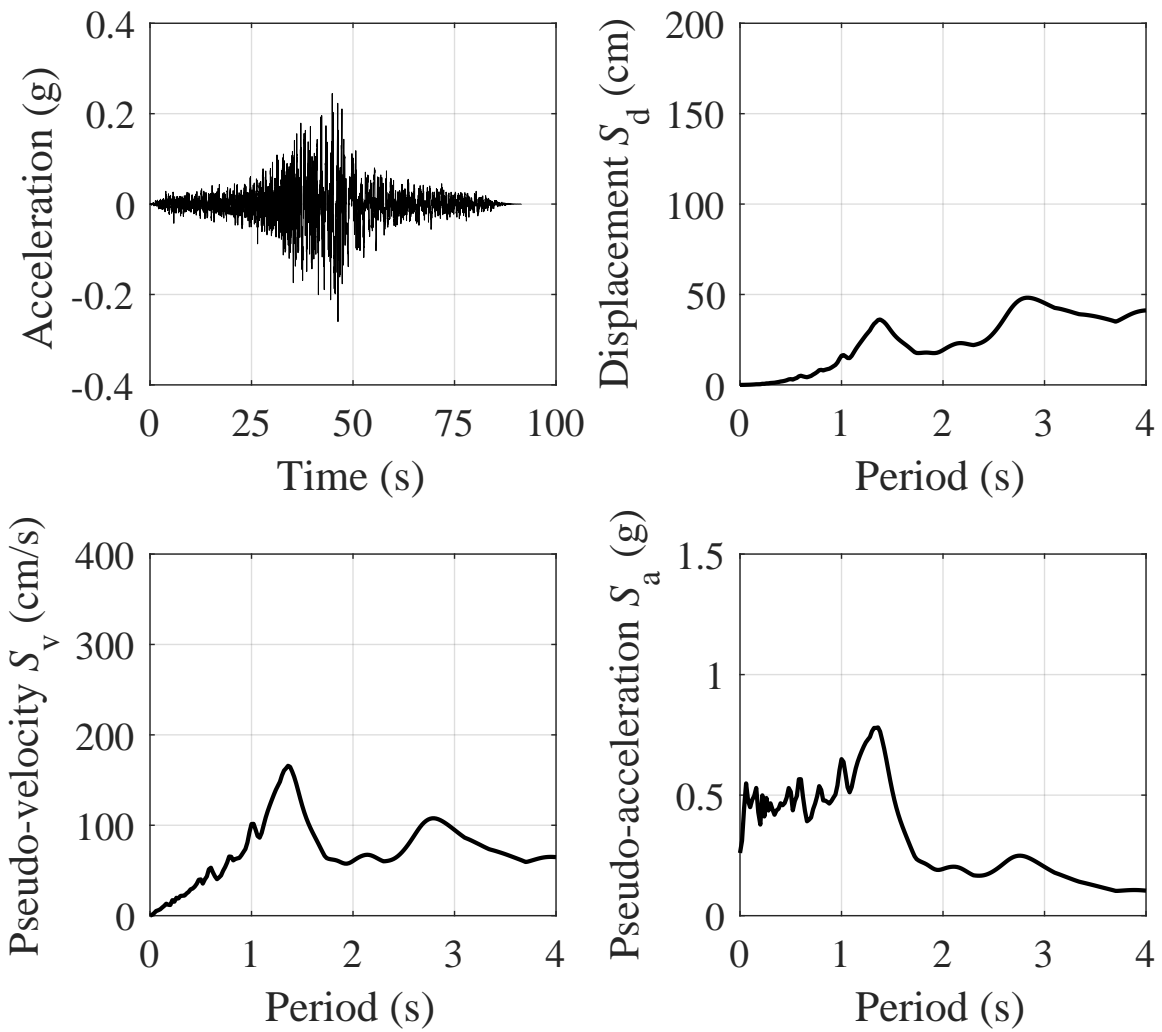 Acceleration (g)
0.4
0.2
0
-0.2
-0.4
0 25 50 75 100
Time (s)
Displacement Sd (cm)
200
150
100
50
0
0 1 2 3 4
Period (s)
Pseudo-velocity Sv (cm/s)
400
300
200
100
0
0 1 2 3 4
Period (s)
Pseudo-acceleration Sa (g)
1.5
1
0.5
0
0 1 2 3 4
Period (s)